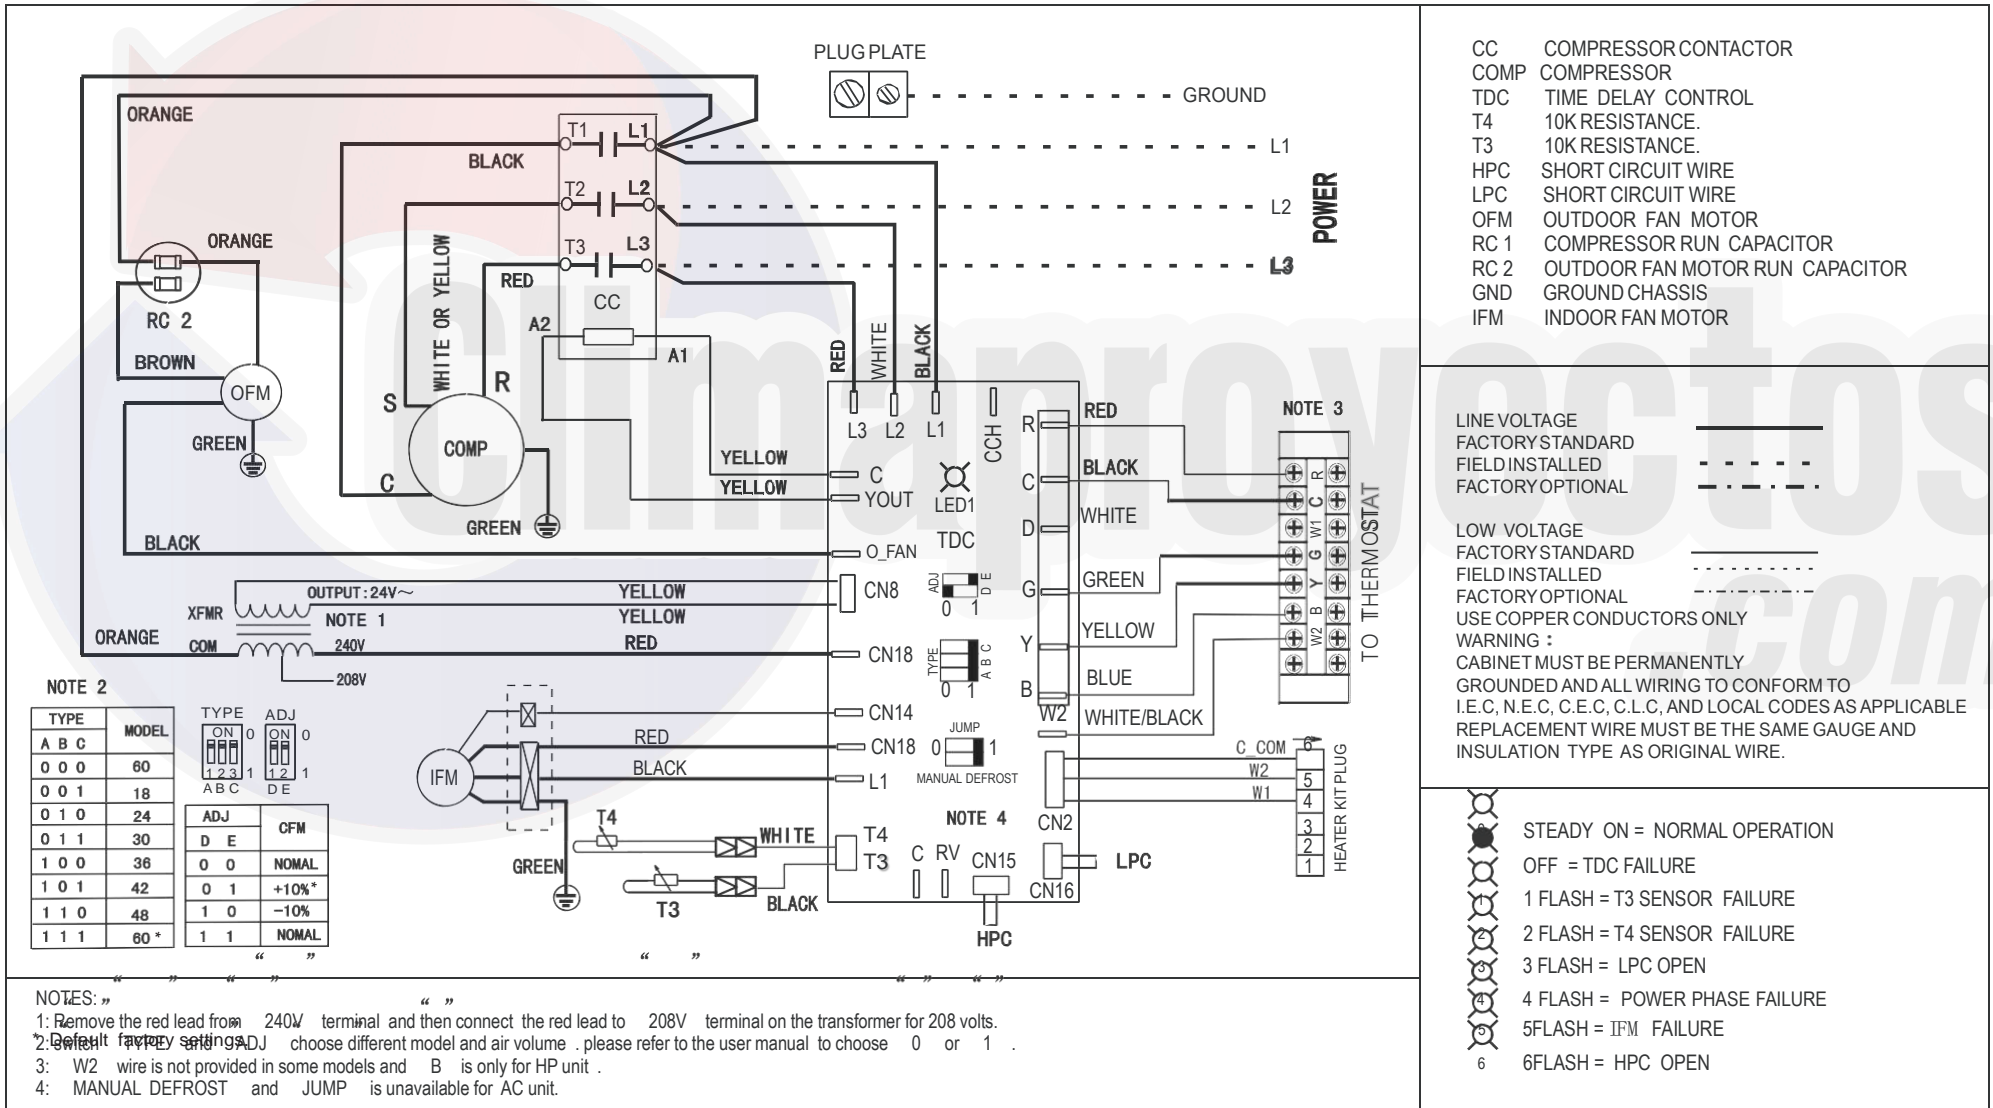 PLUG PLATE
GROUND
ORANGE
T1
L1
L1
BLACK
T2
L2
L2
POWER
ORANGE
T3
L3
L3
RED
CC
RC 2
WHITE OR YELLOW
A2
A1
BROWN
RED
WHITE
BLACK
OFM
S
R
GREEN
COMP
C
GREEN
L3
L2
L1
CCH
R
RED
NOTE 3
YELLOW
C
YELLOW
YOUT
LED1
C
BLACK
WHITE
D
TDC
BLACK
O_FAN
ADJ
D E
0 1
G
GREEN
R
C
W1
G
Y
B
W2
TO THERMOSTAT
OUTPUT:24V～
YELLOW
CN8
XFMR
NOTE 1
YELLOW
ORANGE
COM
240V
RED
CN18
TYPE
A B C
0 1
Y
YELLOW
208V
B
BLUE
W2
WHITE/BLACK
CN14
JUMP
0
1
MANUAL DEFROST
RED
CN18
IFM
BLACK
L1
NOTE 4
C_COM
6
W2
5
W1
4
3
2
1
HEATER KIT PLUG
CN2
T4
WHITE
T4
T3
GREEN
T3
BLACK
C
RV
CN15
HPC
CN16
LPC
NOTE 2
TYPE
MODEL
A B C
0 0 0 60
0 0 1 18
0 1 0 24
0 1 1 30
1 0 0 36
1 0 1 42
1 1 0 48
1 1 1 60 *
TYPE
ADJ
ON
0
ON
0
1 2 3
1
1 2
1
A B C
D E
ADJ
CFM
D E
0 0 NOMAL
0 1 +10%*
1 0 -10%
1 1 NOMAL
“ ” “ ”
“ ” “ ” “ ” “ ”
“ ” “ ”
NOTES:
1: Remove the red lead from 240V terminal and then connect the red lead to 208V terminal on the transformer for 208 volts.
* Default factory settings.
2: switch TYPE and ADJ choose different model and air volume . please refer to the user manual to choose 0 or 1 .
3: W2 wire is not provided in some models and B is only for HP unit .
4: MANUAL DEFROST and JUMP is unavailable for AC unit.
CC COMPRESSOR CONTACTOR
COMP COMPRESSOR
TDC TIME DELAY CONTROL
T4 10K RESISTANCE.
T3 10K RESISTANCE.
HPC SHORT CIRCUIT WIRE
LPC SHORT CIRCUIT WIRE
OFM OUTDOOR FAN MOTOR
RC 1 COMPRESSOR RUN CAPACITOR
RC 2 OUTDOOR FAN MOTOR RUN CAPACITOR
GND GROUND CHASSIS
IFM INDOOR FAN MOTOR
LINE VOLTAGE
FACTORY STANDARD
FIELD INSTALLED
FACTORY OPTIONAL
LOW VOLTAGE
FACTORY STANDARD
FIELD INSTALLED
FACTORY OPTIONAL
USE COPPER CONDUCTORS ONLY
WARNING：
CABINET MUST BE PERMANENTLY
GROUNDED AND ALL WIRING TO CONFORM TO
I.E.C, N.E.C, C.E.C, C.L.C, AND LOCAL CODES AS APPLICABLE
REPLACEMENT WIRE MUST BE THE SAME GAUGE AND
INSULATION TYPE AS ORIGINAL WIRE.
STEADY ON = NORMAL OPERATION
OFF = TDC FAILURE
1 1 FLASH = T3 SENSOR FAILURE
2 2 FLASH = T4 SENSOR FAILURE
3 3 FLASH = LPC OPEN
4 4 FLASH = POWER PHASE FAILURE
5 5FLASH = IFM FAILURE
6 6FLASH = HPC OPEN
Climaproyectos
.com